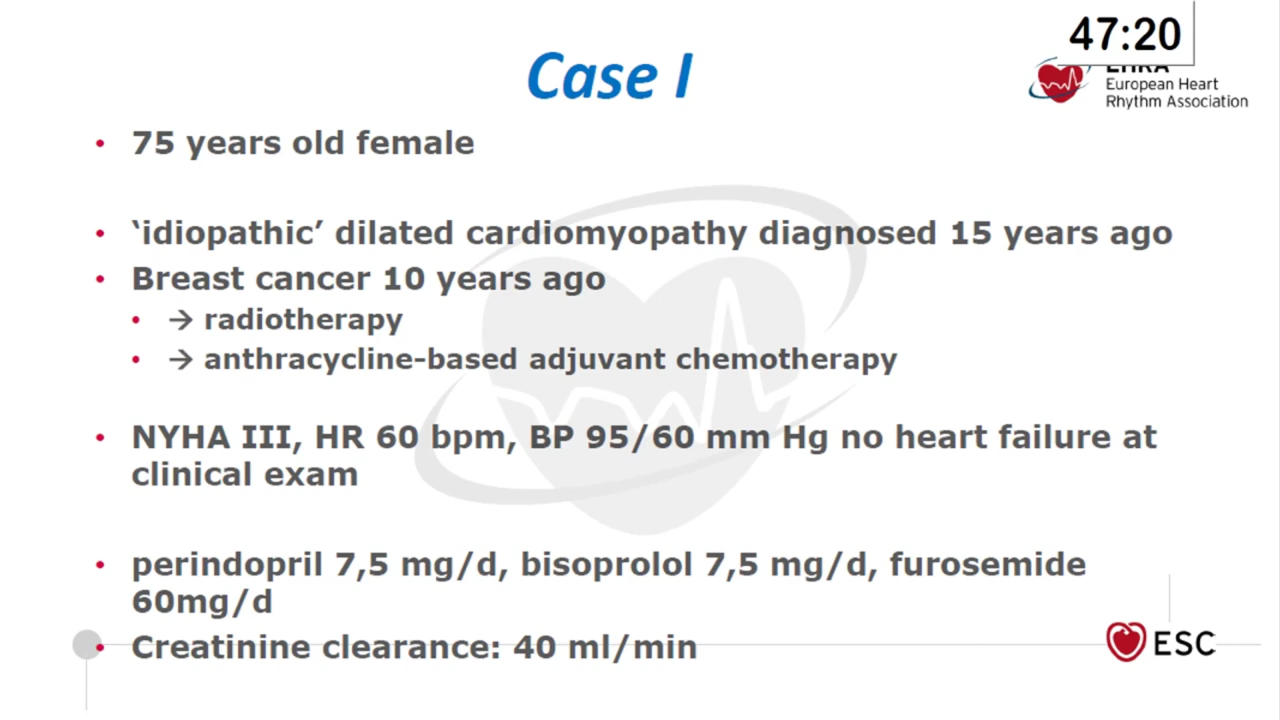 47:20
Case I
EHRA
European Heart
Rhythm Association
• 75 years old female
• ‘idiopathic’ dilated cardiomyopathy diagnosed 15 years ago
• Breast cancer 10 years ago
• → radiotherapy
• → anthracycline-based adjuvant chemotherapy
• NYHA III, HR 60 bpm, BP 95/60 mm Hg no heart failure at
clinical exam
• perindopril 7,5 mg/d, bisoprolol 7,5 mg/d, furosemide
60mg/d
• Creatinine clearance: 40 ml/min
ESC